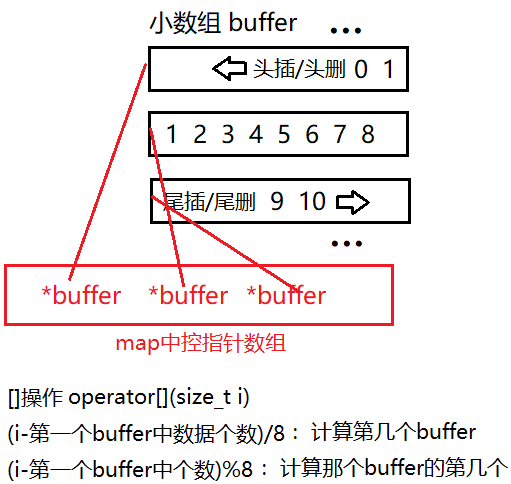 小数组 buffer ...
头插/头删 0 1
1 2 3 4 5 6 7 8
尾插/尾删 9 10
...
*buffer *buffer *buffer
map中控指针数组
[]操作 operator[](size_t i)
(i-第一个buffer中数据个数)/8 : 计算第几个buffer
(i-第一个buffer中个数)%8 : 计算那个buffer的第几个